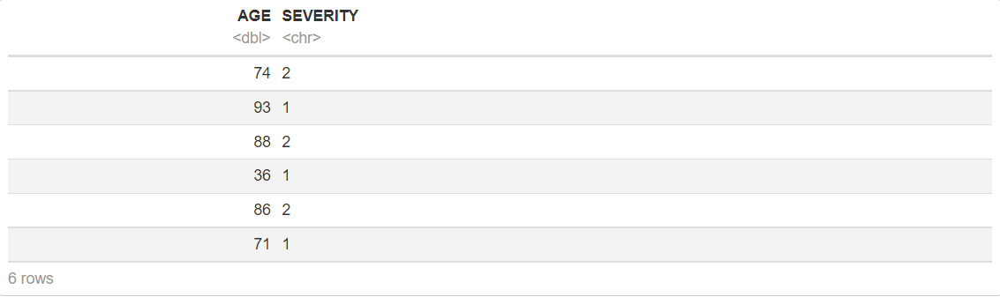 AGE SEVERITY
<dbl> <chr>
74 2
93 1
88 2
36 1
86 2
71 1
6 rows